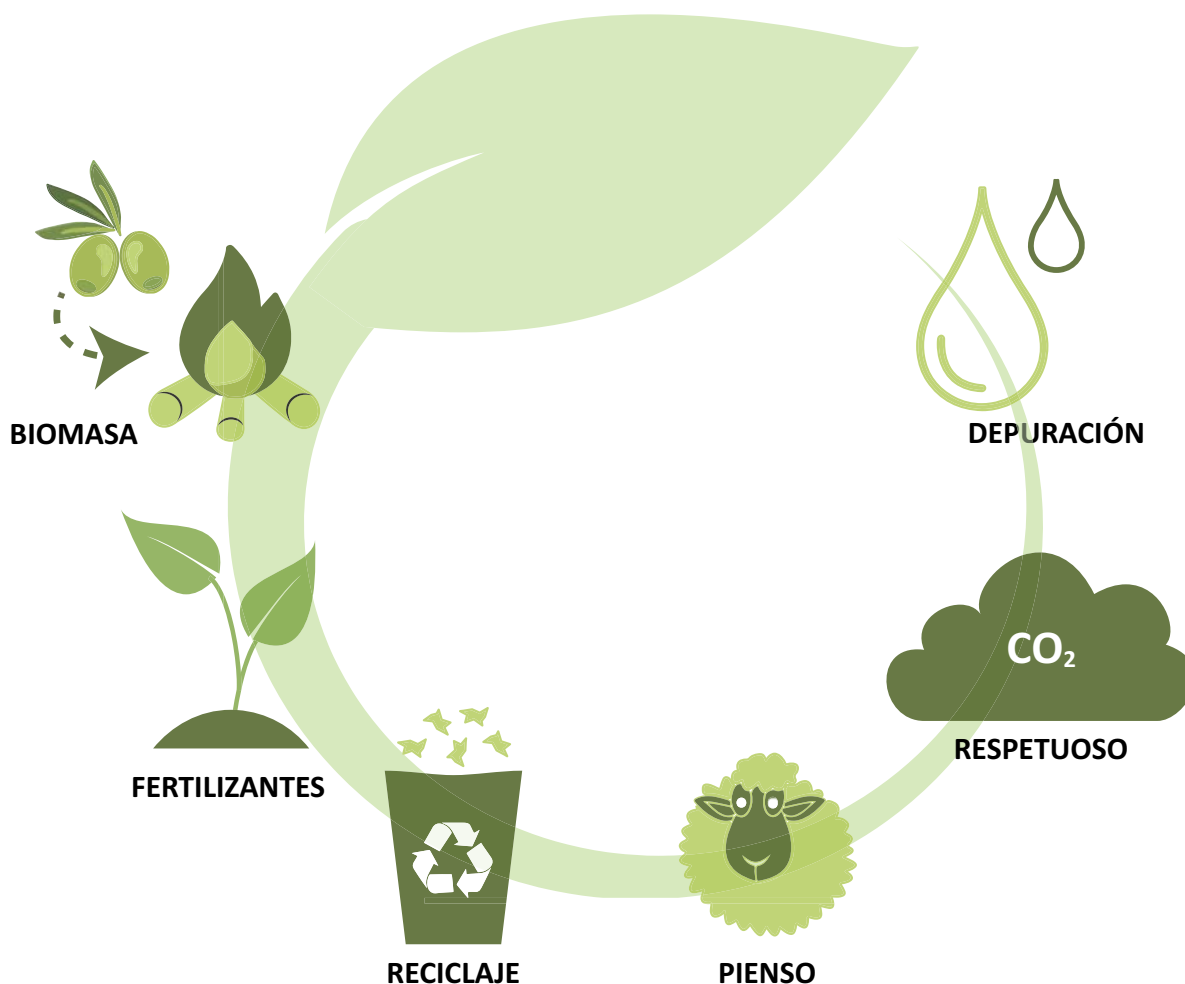 BIOMASA
DEPURACIÓN
FERTILIZANTES
CO₂
RESPETUOSO
RECICLAJE
PIENSO